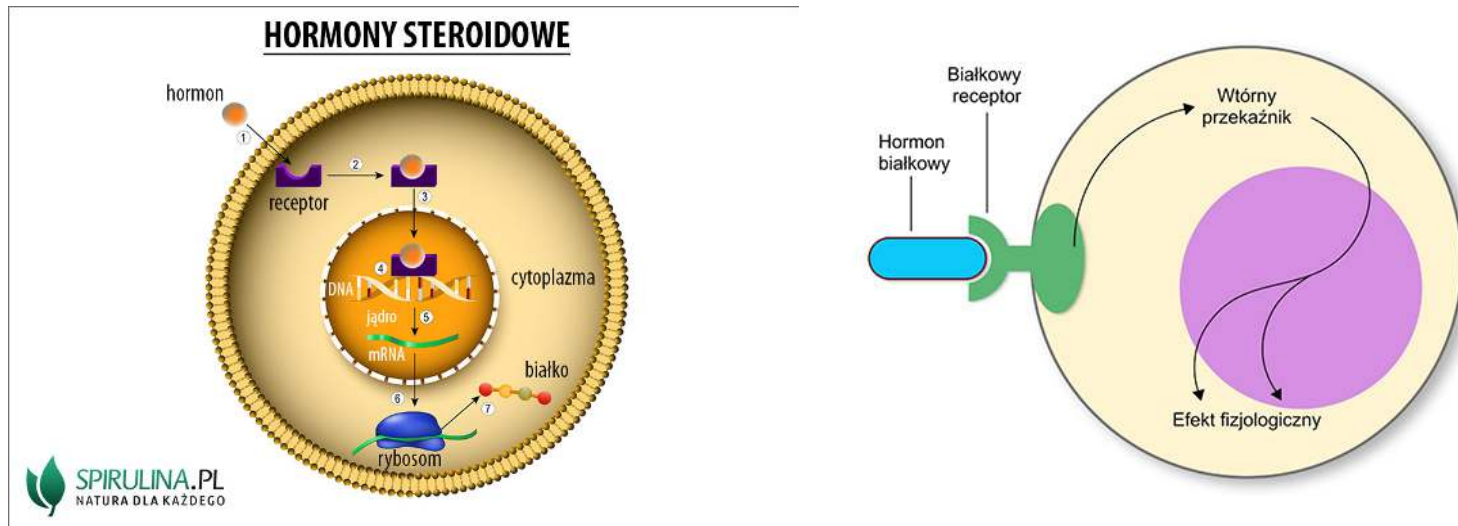 HORMONY STEROIDOWE
hormon
1
2
receptor
3
4
DNA
cytoplazma
jądro
5
mRNA
białko
6
7
rybosom
SPIRULINA.PL
NATURA DLA KAŻDEGO
Białkowy
receptor
Hormon
białkowy
Wtórny
przekaźnik
Efekt fizjologiczny